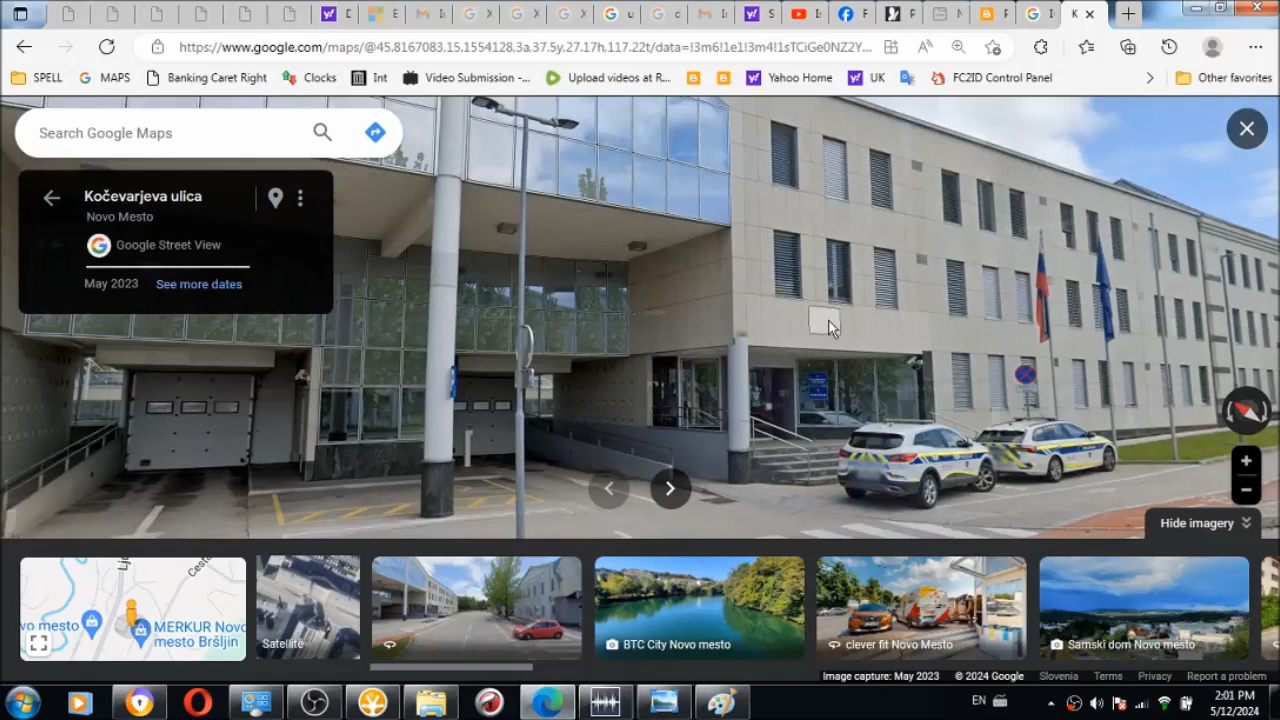 https://www.google.com/maps/@45.8167083,15.1554128,3a,37.5y,27.17h,117.22t/data=!3m6!1e1!3m4!1sTCiGe0NZ2Y...
SPELL MAPS Banking Caret Right Clocks Int Video Submission -... Upload videos at R... Yahoo Home UK FC2ID Control Panel Other favorites
Search Google Maps
Kočevarjeva ulica
Novo Mesto
Google Street View
May 2023 See more dates
Hide imagery
MERKUR Novo
mesto Bršljin
Satellite
BTC City Novo mesto
clever fit Novo Mesto
Samski dom Novo mesto
Image capture: May 2023 © 2024 Google Slovenia Terms Privacy Report a problem
EN
2:01 PM
5/12/2024